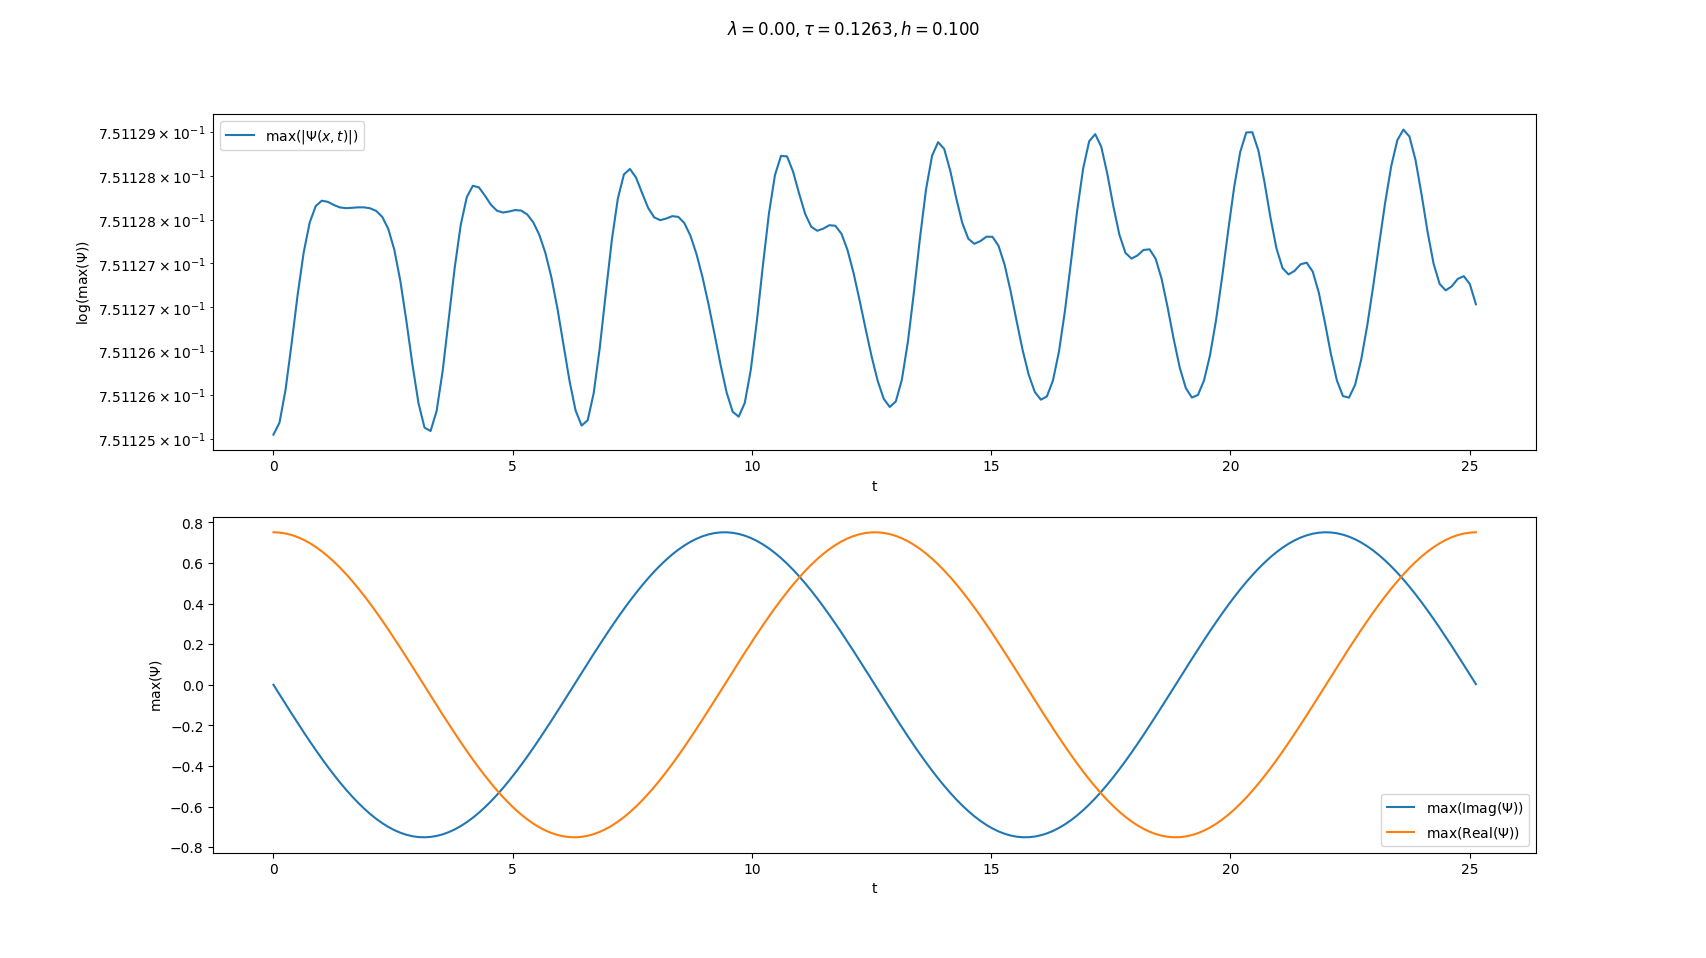 λ = 0.00, τ = 0.1263, h = 0.100
max(|Ψ(x, t)|)
log(max(Ψ))
7.51129 × 10⁻¹
7.51128 × 10⁻¹
7.51128 × 10⁻¹
7.51127 × 10⁻¹
7.51127 × 10⁻¹
7.51126 × 10⁻¹
7.51126 × 10⁻¹
7.51125 × 10⁻¹
0 5 10 15 20 25
t
max(Ψ)
0.8
0.6
0.4
0.2
0.0
−0.2
−0.4
−0.6
−0.8
max(Imag(Ψ))
max(Real(Ψ))
0 5 10 15 20 25
t